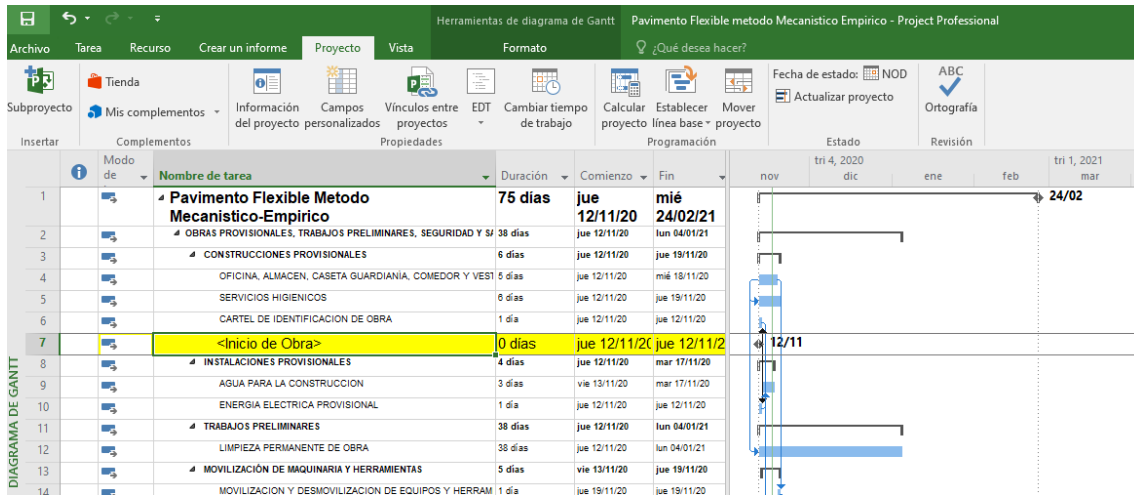 Herramientas de diagrama de Gantt Pavimento Flexible metodo Mecanistico Empirico - Project Professional
Archivo Tarea Recurso Crear un informe Proyecto Vista Formato ¿Qué desea hacer?
Subproyecto
Tienda
Mis complementos
Información del proyecto
Campos personalizados
Vínculos entre proyectos
EDT
Cambiar tiempo de trabajo
Calcular proyecto
Establecer línea base
Mover proyecto
Fecha de estado: NOD
Actualizar proyecto
ABC
Ortografía
Insertar Complementos Propiedades Programación Estado Revisión
tri 4, 2020 tri 1, 2021
Modo de Nombre de tarea Duración Comienzo Fin nov dic ene feb mar
1 Pavimento Flexible Metodo Mecanistico-Empirico 75 días jue 12/11/20 mié 24/02/21 24/02
2 OBRAS PROVISIONALES, TRABAJOS PRELIMINARES, SEGURIDAD Y SA 38 días jue 12/11/20 lun 04/01/21
3 CONSTRUCCIONES PROVISIONALES 6 días jue 12/11/20 jue 19/11/20
4 OFICINA, ALMACEN, CASETA GUARDIANÍA, COMEDOR Y VEST 5 días jue 12/11/20 mié 18/11/20
5 SERVICIOS HIGIENICOS 6 días jue 12/11/20 jue 19/11/20
6 CARTEL DE IDENTIFICACION DE OBRA 1 día jue 12/11/20 jue 12/11/20
7 <Inicio de Obra> 0 días jue 12/11/20 jue 12/11/2 12/11
8 INSTALACIONES PROVISIONALES 4 días jue 12/11/20 mar 17/11/20
9 AGUA PARA LA CONSTRUCCION 3 días vie 13/11/20 mar 17/11/20
10 ENERGIA ELECTRICA PROVISIONAL 1 día jue 12/11/20 jue 12/11/20
11 TRABAJOS PRELIMINARES 38 días jue 12/11/20 lun 04/01/21
12 LIMPIEZA PERMANENTE DE OBRA 38 días jue 12/11/20 lun 04/01/21
13 MOVILIZACIÓN DE MAQUINARIA Y HERRAMIENTAS 5 días vie 13/11/20 jue 19/11/20
14 MOVILIZACION Y DESMOVILIZACION DE EQUIPOS Y HERRAM 1 día jue 19/11/20 jue 19/11/20
DIAGRAMA DE GANTT